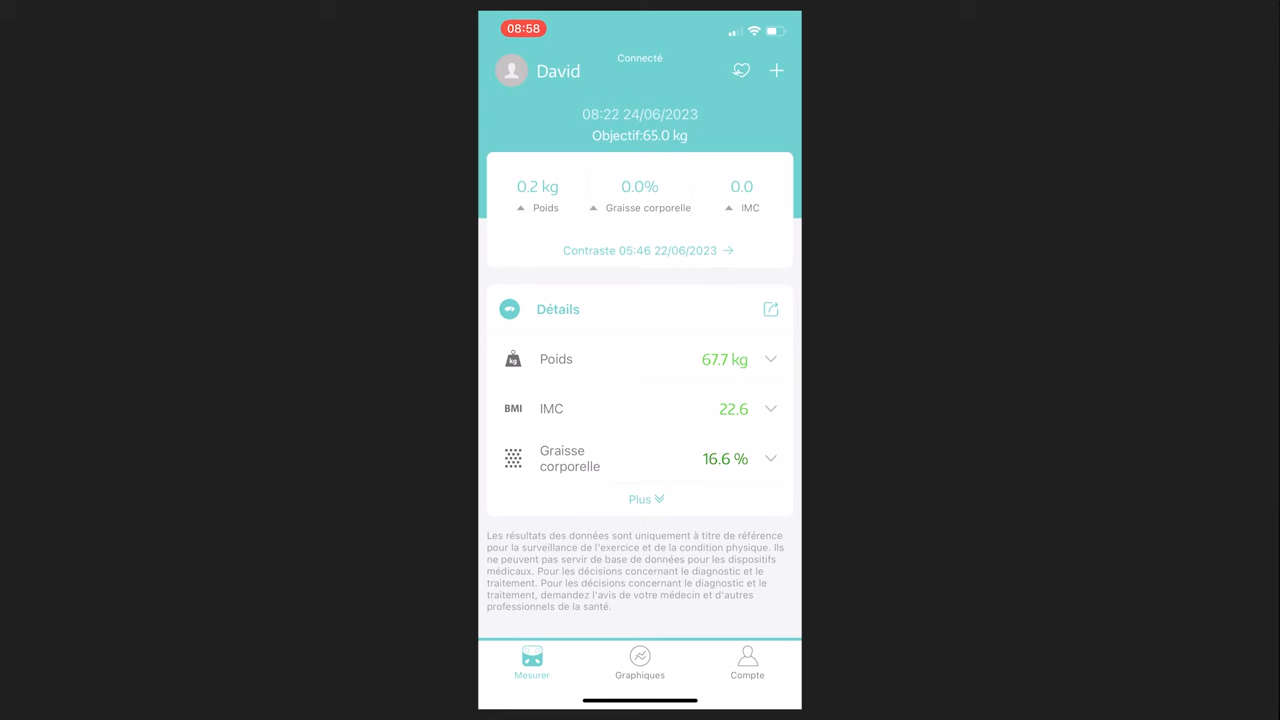 08:58
Connecté
David
08:22 24/06/2023
Objectif:65.0 kg
0.2 kg 0.0% 0.0
Poids Graisse corporelle IMC
Contraste 05:46 22/06/2023
Détails
kg Poids 67.7 kg
BMI IMC 22.6
Graisse
corporelle 16.6 %
Plus
Les résultats des données sont uniquement à titre de référence
pour la surveillance de l'exercice et de la condition physique. Ils
ne peuvent pas servir de base de données pour les dispositifs
médicaux. Pour les décisions concernant le diagnostic et le
traitement. Pour les décisions concernant le diagnostic et le
traitement, demandez l'avis de votre médecin et d'autres
professionnels de la santé.
Mesurer Graphiques Compte